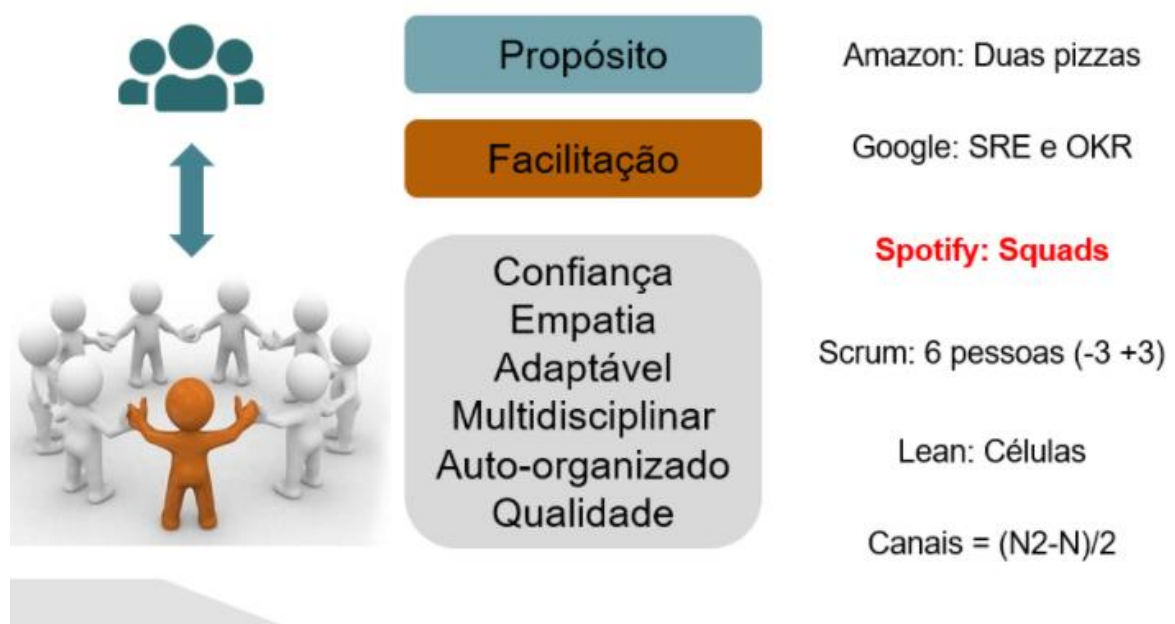 Propósito
Facilitação
Confiança
Empatia
Adaptável
Multidisciplinar
Auto-organizado
Qualidade
Amazon: Duas pizzas
Google: SRE e OKR
Spotify: Squads
Scrum: 6 pessoas (-3 +3)
Lean: Células
Canais = (N2-N)/2